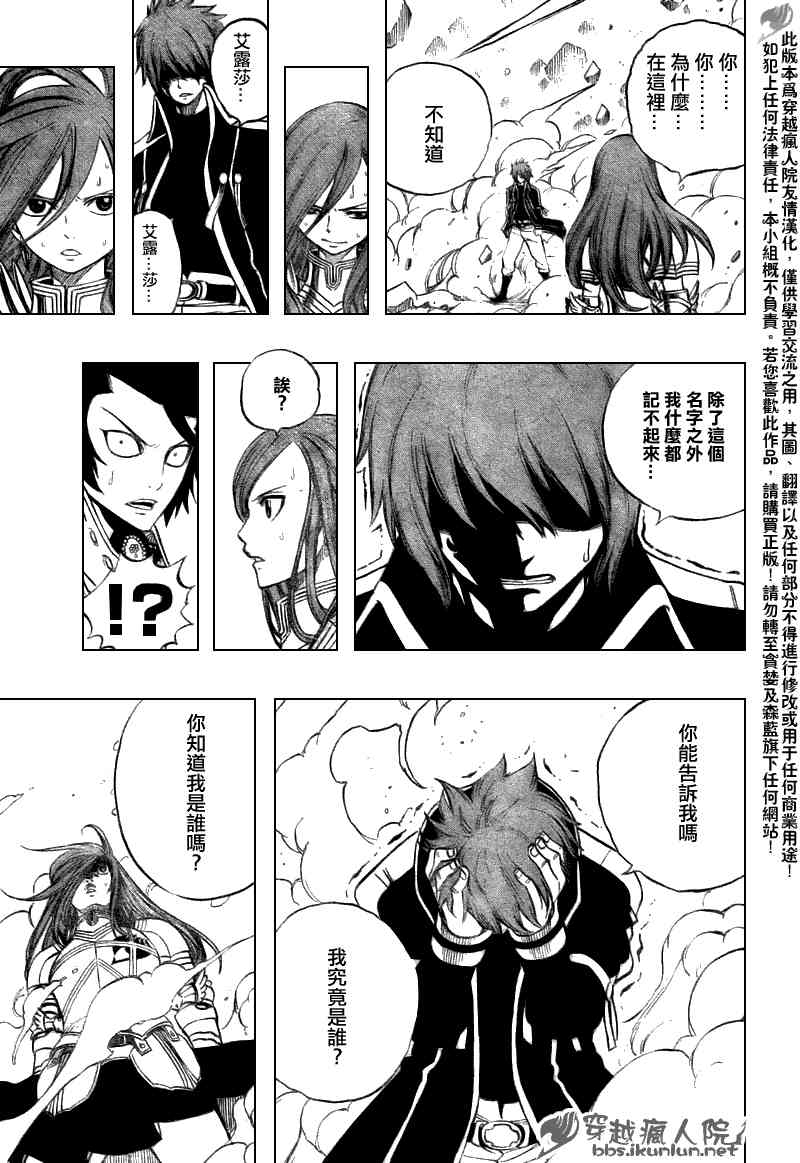 你…
你………
為什麼…
在這裡…
不知道
艾露莎…
艾露…莎…
除了這個
名字之外
我什麼都
記不起來…
誒？
!?
你能告訴我嗎
我究竟是誰？
你知道我是誰嗎？
此版本爲穿越瘋人院友情漢化，僅供學習交流之用，其圖、翻譯以及任何部分不得進行修改或用于任何商業用途！
如犯上任何法律責任，本小組概不負責。若您喜歡此作品，請購買正版！請勿轉至貪婪及森藍旗下任何網站！
穿越瘋人院
bbs.ikunlun.net